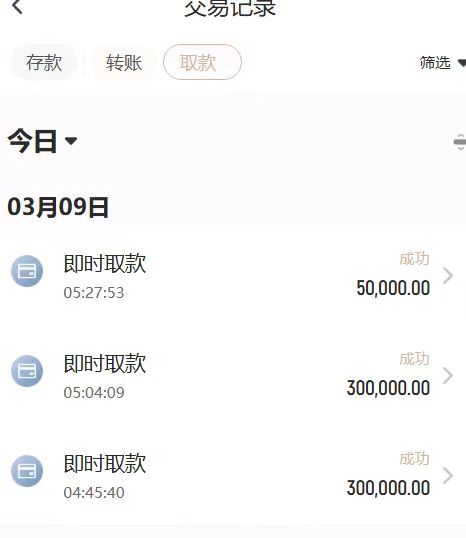 交易记录
存款 转账 取款 筛选
今日
03月09日
即时取款 成功
05:27:53 50,000.00
即时取款 成功
05:04:09 300,000.00
即时取款 成功
04:45:40 300,000.00